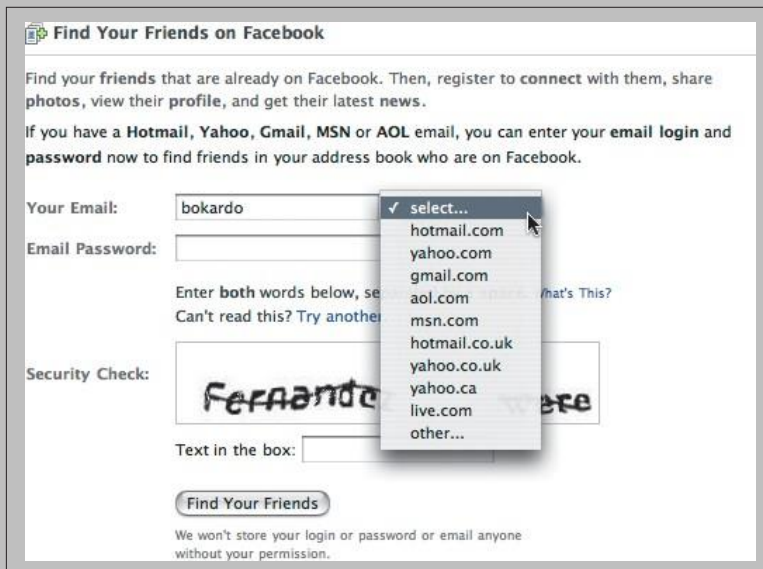 Find Your Friends on Facebook
Find your friends that are already on Facebook. Then, register to connect with them, share
photos, view their profile, and get their latest news.
If you have a Hotmail, Yahoo, Gmail, MSN or AOL email, you can enter your email login and
password now to find friends in your address book who are on Facebook.
Your Email: bokardo
✓ select...
hotmail.com
yahoo.com
gmail.com
aol.com
msn.com
hotmail.co.uk
yahoo.co.uk
yahoo.ca
live.com
other...
Email Password:
Enter both words below, What's This?
Can't read this? Try another
Security Check:
were
Text in the box:
Find Your Friends
We won't store your login or password or email anyone
without your permission.